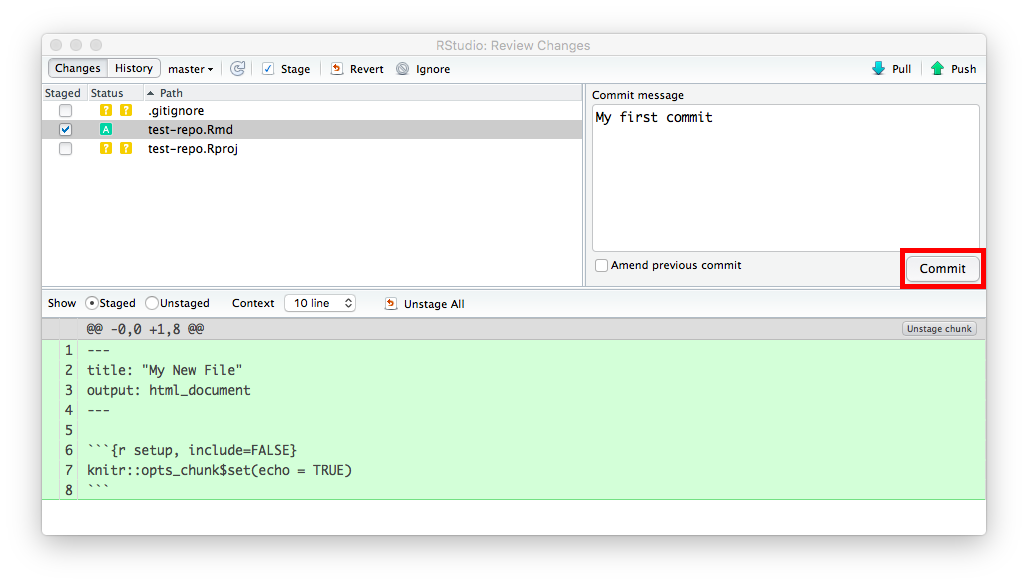 RStudio: Review Changes
Changes History master Stage Revert Ignore Pull Push
Staged Status Path
? ? .gitignore
A test-repo.Rmd
? ? test-repo.Rproj
Commit message
My first commit
Amend previous commit
Commit
Show Staged Unstaged Context 10 line Unstage All
@@ -0,0 +1,8 @@ Unstage chunk
1 ---
2 title: "My New File"
3 output: html_document
4 ---
5
6 ```{r setup, include=FALSE}
7 knitr::opts_chunk$set(echo = TRUE)
8 ```